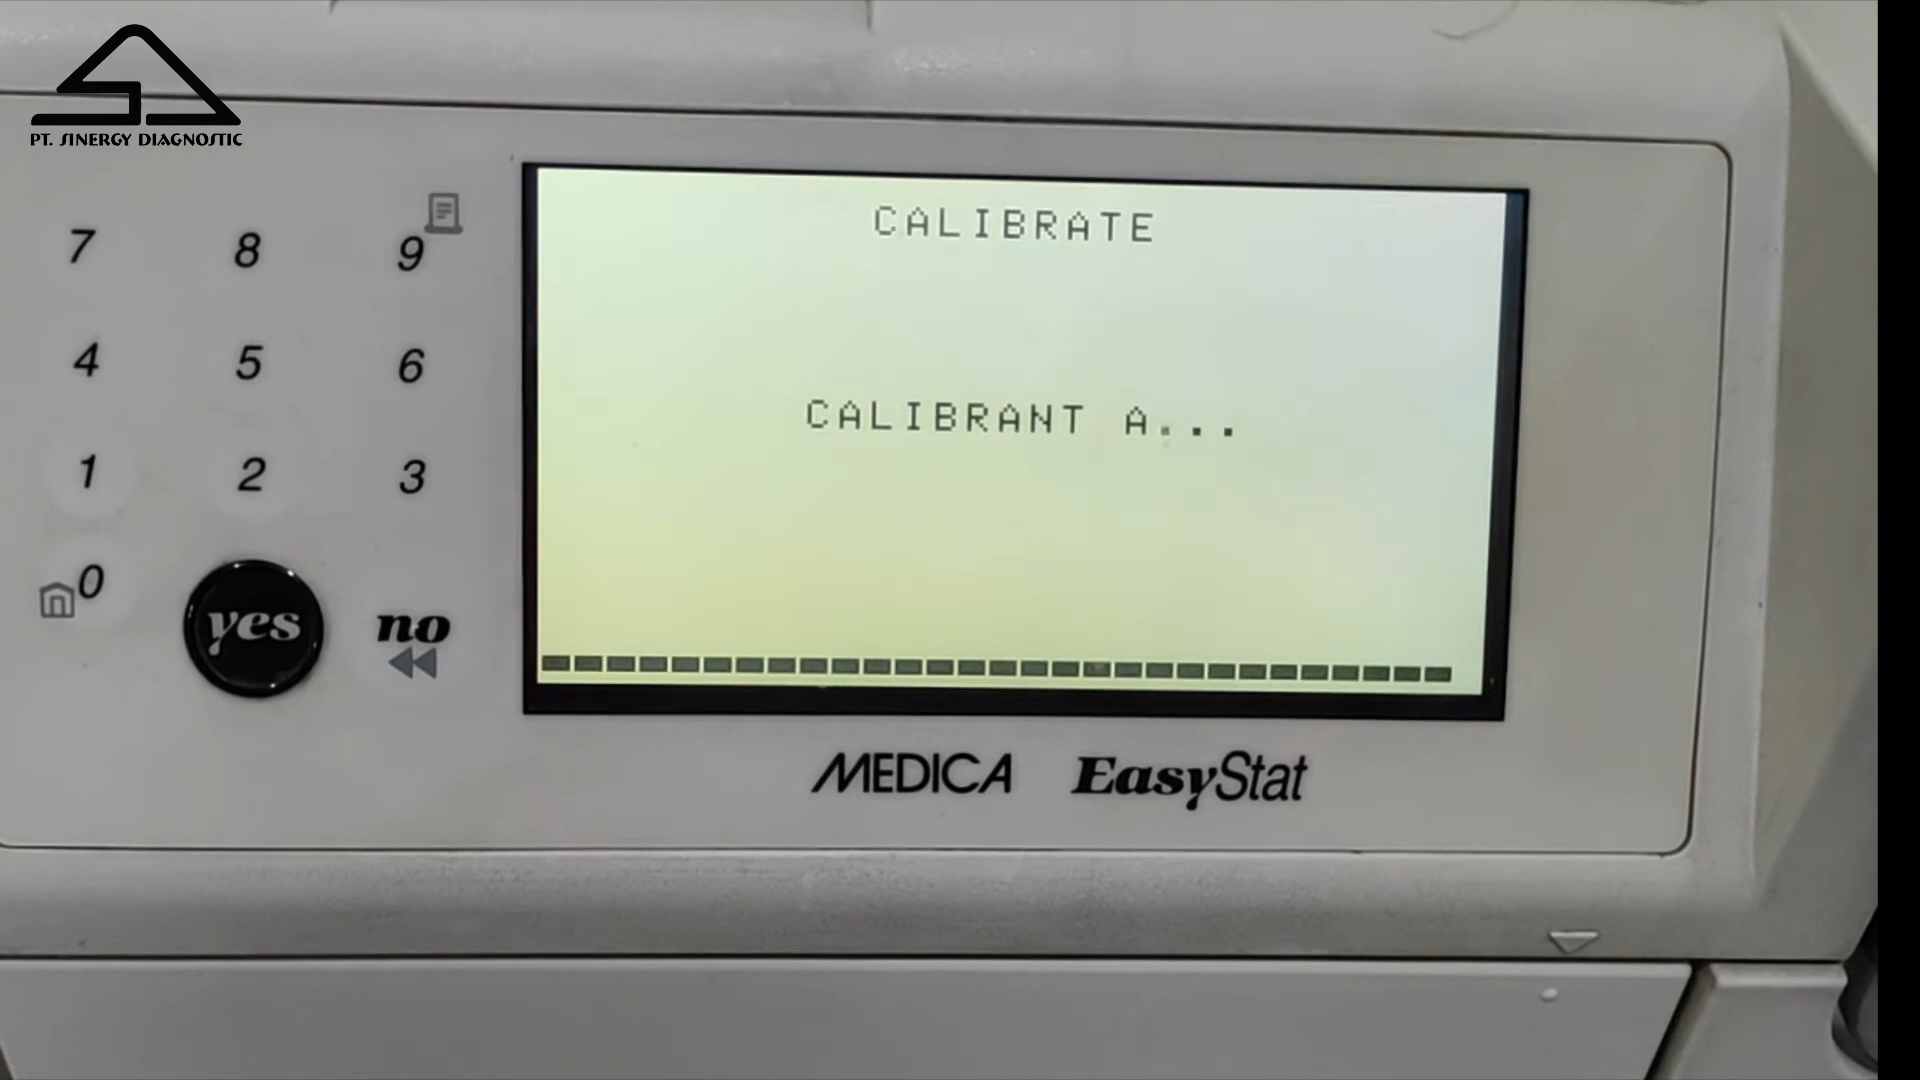 PT. SINERGY DIAGNOSTIC
7 8 9
4 5 6
1 2 3
0 yes no
CALIBRATE
CALIBRANT A...
MEDICA EasyStat